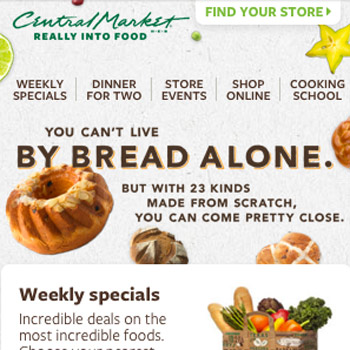 Central Market
H-E-B
REALLY INTO FOOD
FIND YOUR STORE
WEEKLY SPECIALS
DINNER FOR TWO
STORE EVENTS
SHOP ONLINE
COOKING SCHOOL
YOU CAN'T LIVE
BY BREAD ALONE.
BUT WITH 23 KINDS
MADE FROM SCRATCH,
YOU CAN COME PRETTY CLOSE.
Weekly specials
Incredible deals on the
most incredible foods.